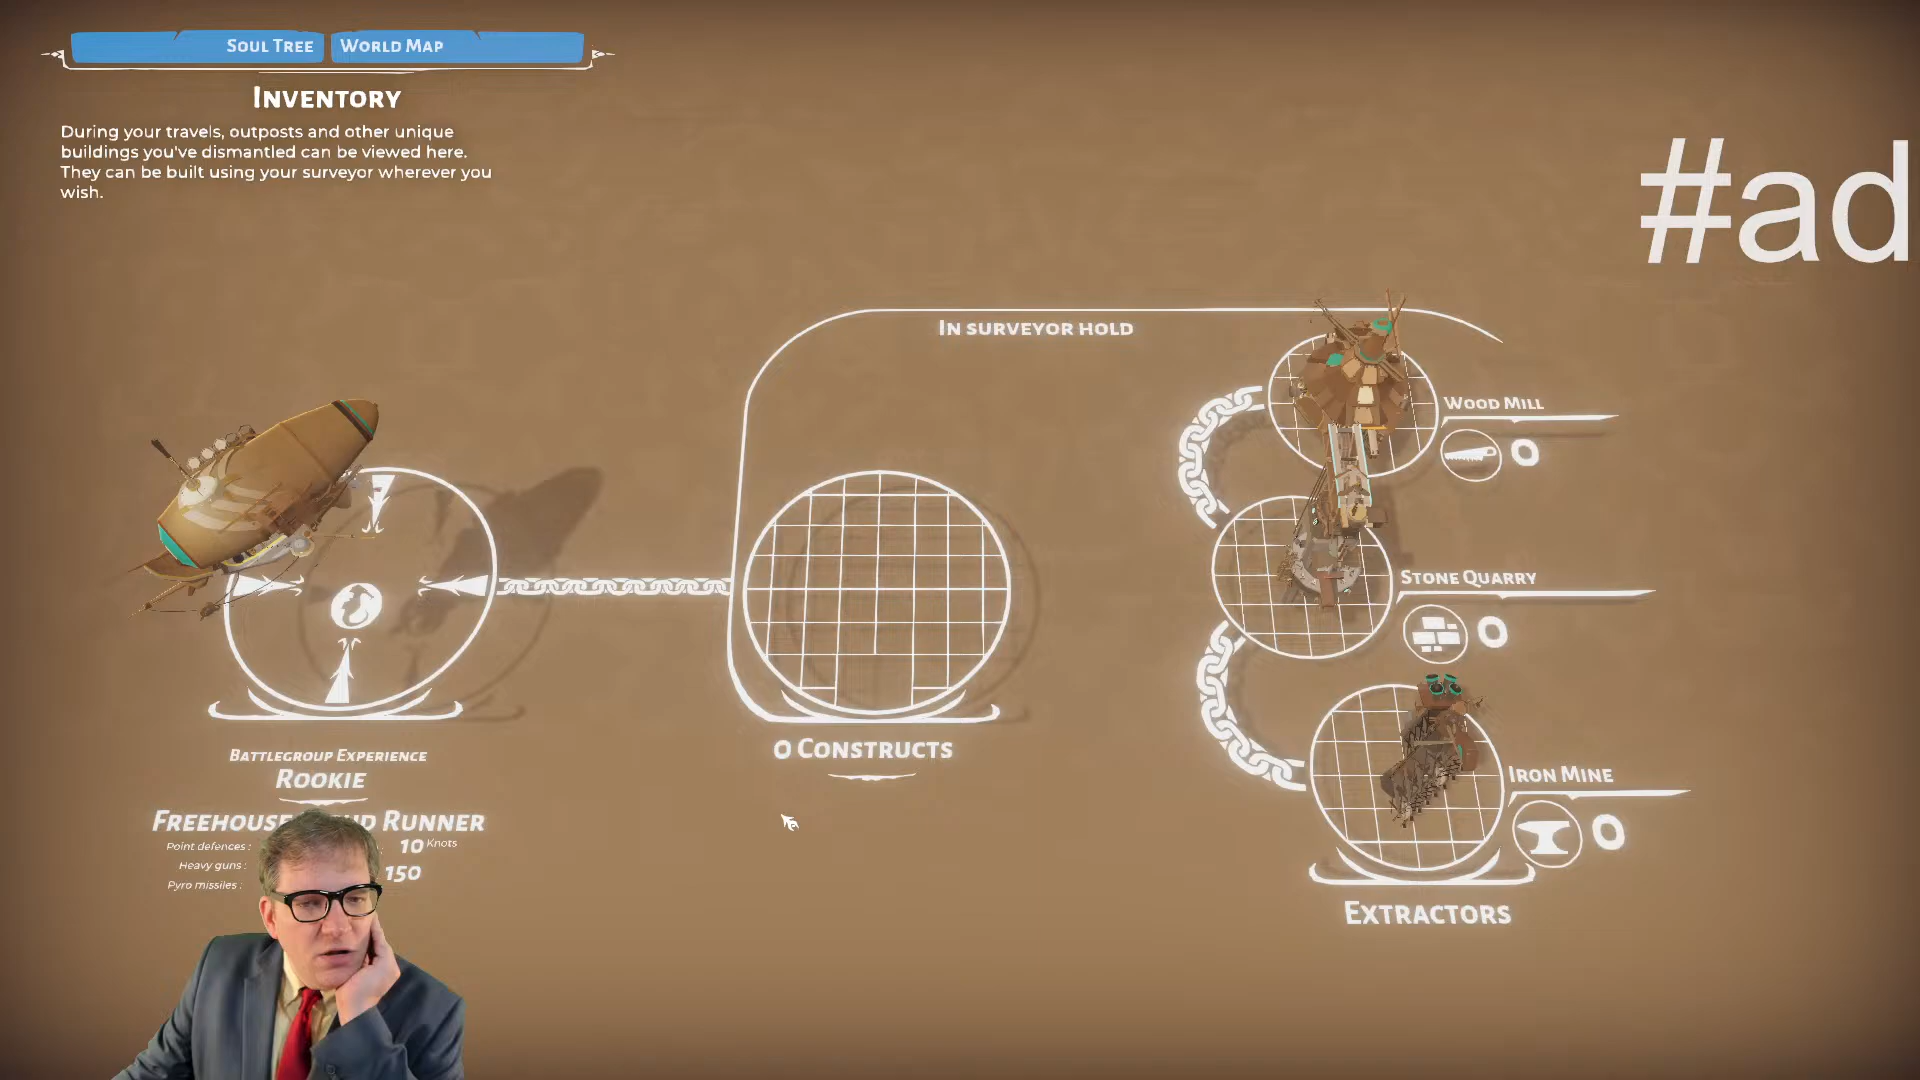 SOUL TREE
WORLD MAP
INVENTORY
During your travels, outposts and other unique
buildings you've dismantled can be viewed here.
They can be built using your surveyor wherever you
wish.
#ad
IN SURVEYOR HOLD
WOOD MILL
0
STONE QUARRY
0
IRON MINE
0
EXTRACTORS
0 CONSTRUCTS
BATTLEGROUP EXPERIENCE
ROOKIE
FREEHOUSE RUNNER
Point defences :
10 Knots
Heavy guns :
150
Pyro missiles :